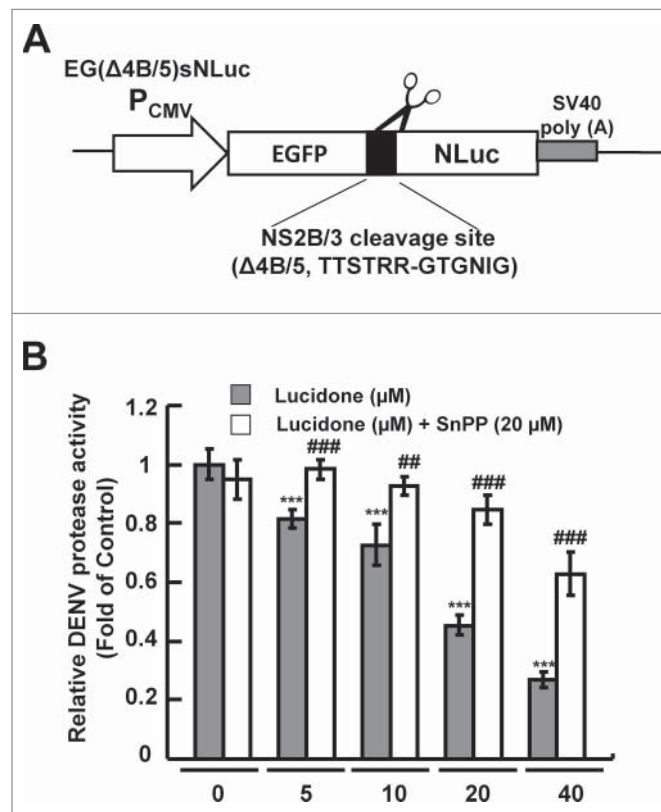 A
EG(Δ4B/5)sNLuc
P_CMV
SV40
poly (A)
EGFP
NLuc
NS2B/3 cleavage site
(Δ4B/5, TTSTRR-GTGNIG)
B
Relative DENV protease activity
(Fold of Control)
Lucidone (μM)
Lucidone (μM) + SnPP (20 μM)
1.2
1
0.8
0.6
0.4
0.2
0
***
###
***
##
***
###
***
###
0
5
10
20
40